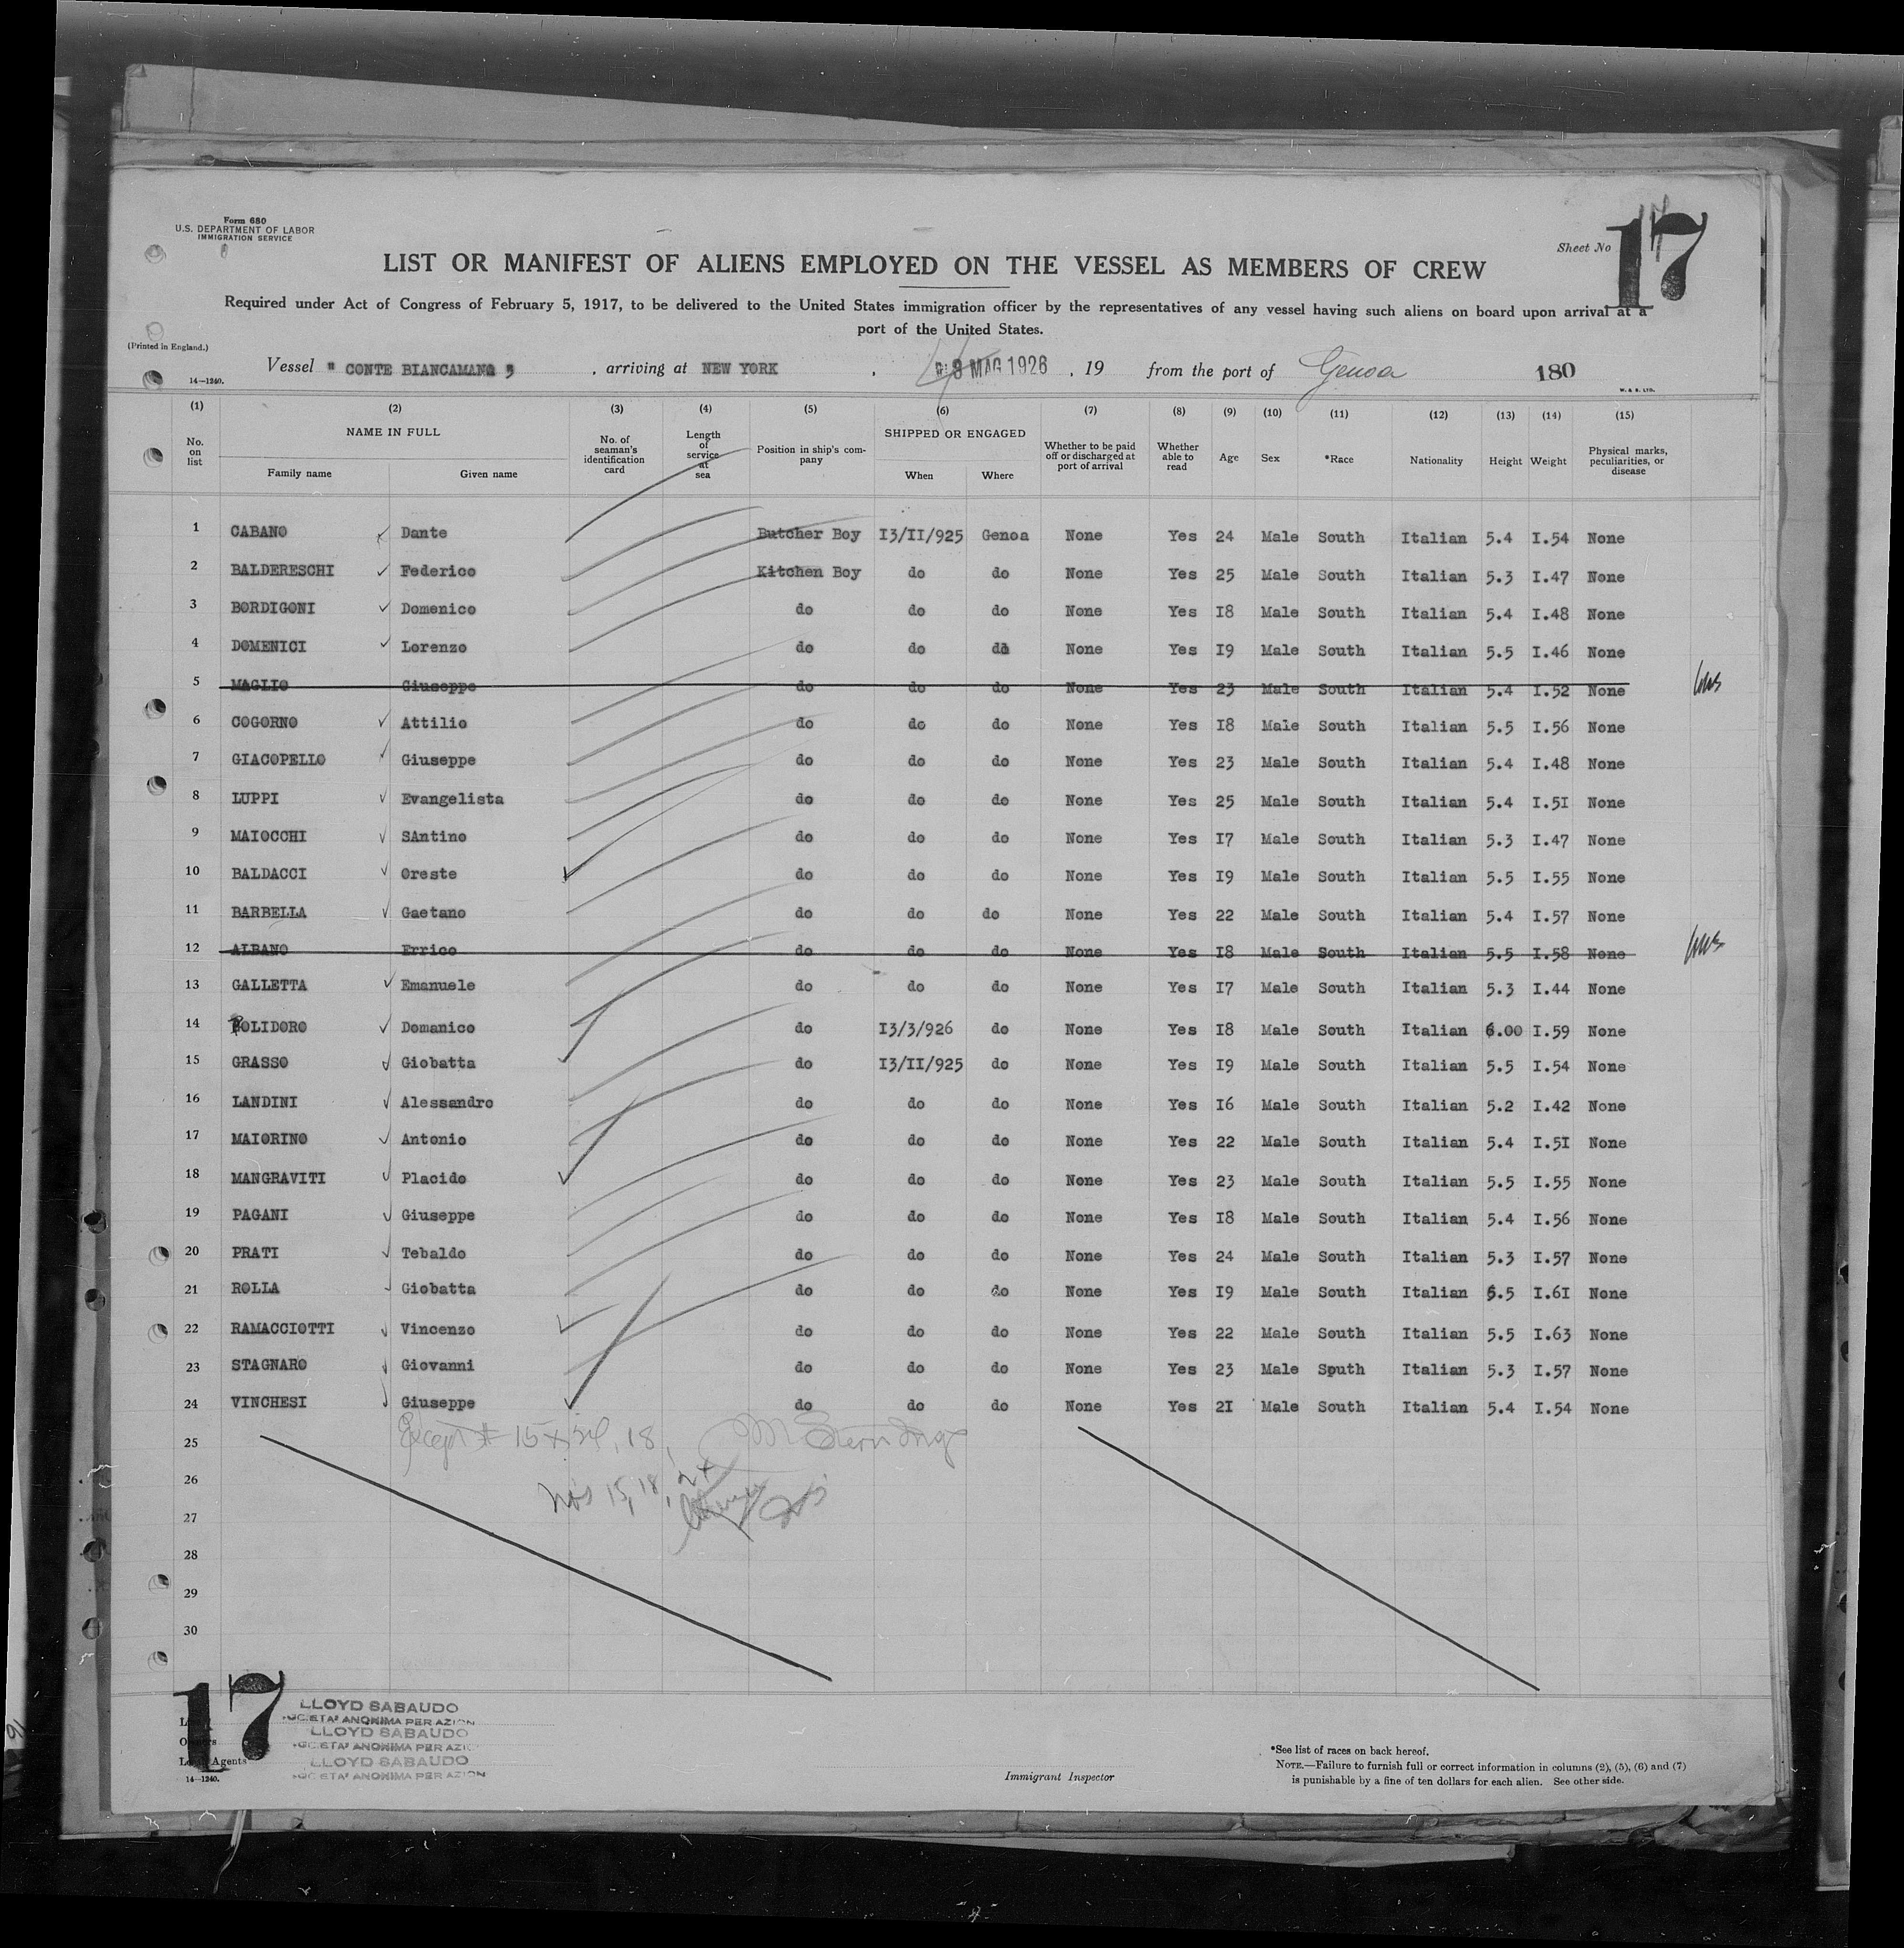 Form 680
U.S. DEPARTMENT OF LABOR
IMMIGRATION SERVICE
Sheet No 17
LIST OR MANIFEST OF ALIENS EMPLOYED ON THE VESSEL AS MEMBERS OF CREW
Required under Act of Congress of February 5, 1917, to be delivered to the United States immigration officer by the representatives of any vessel having such aliens on board upon arrival at a
port of the United States.
(Printed in England.)
Vessel " CONTE BIANCAMANO " , arriving at NEW YORK , MAG 1926 , 19 from the port of Genoa 180
14—1240.
W. & S. LTD.
(1) (2) (3) (4) (5) (6) (7) (8) (9) (10) (11) (12) (13) (14) (15)
No. on list NAME IN FULL Family name Given name No. of seaman's identification card Length of service at sea Position in ship's company SHIPPED OR ENGAGED When Where Whether to be paid off or discharged at port of arrival Whether able to read Age Sex *Race Nationality Height Weight Physical marks, peculiarities, or disease
1 CABANO Dante Butcher Boy I3/II/925 Genoa None Yes 24 Male South Italian 5.4 I.54 None
2 BALDERESCHI Federico Kitchen Boy do do None Yes 25 Male South Italian 5.3 I.47 None
3 BORDIGONI Domenico do do do None Yes I8 Male South Italian 5.4 I.48 None
4 DOMENICI Lorenzo do do do None Yes I9 Male South Italian 5.5 I.46 None
5 MAGLIO Giuseppe do do do None Yes 23 Male South Italian 5.4 I.52 None
6 COGORNO Attilio do do do None Yes I8 Male South Italian 5.5 I.56 None
7 GIACOPELLO Giuseppe do do do None Yes 23 Male South Italian 5.4 I.48 None
8 LUPPI Evangelista do do do None Yes 25 Male South Italian 5.4 I.5I None
9 MAIOCCHI SAntino do do do None Yes I7 Male South Italian 5.3 I.47 None
10 BALDACCI Oreste do do do None Yes I9 Male South Italian 5.5 I.55 None
11 BARBELLA Gaetano do do do None Yes 22 Male South Italian 5.4 I.57 None
12 ALBANO Errico do do do None Yes I8 Male South Italian 5.5 I.58 None
13 GALLETTA Emanuele do do do None Yes I7 Male South Italian 5.3 I.44 None
14 POLIDORO Domanico do I3/3/926 do None Yes I8 Male South Italian 6.00 I.59 None
15 GRASSO Giobatta do I3/II/925 do None Yes I9 Male South Italian 5.5 I.54 None
16 LANDINI Alessandro do do do None Yes I6 Male South Italian 5.2 I.42 None
17 MAIORINO Antonio do do do None Yes 22 Male South Italian 5.4 I.5I None
18 MANGRAVITI Placido do do do None Yes 23 Male South Italian 5.5 I.55 None
19 PAGANI Giuseppe do do do None Yes I8 Male South Italian 5.4 I.56 None
20 PRATI Tebaldo do do do None Yes 24 Male South Italian 5.3 I.57 None
21 ROLLA Giobatta do do do None Yes I9 Male South Italian 5.5 I.6I None
22 RAMACCIOTTI Vincenzo do do do None Yes 22 Male South Italian 5.5 I.63 None
23 STAGNARO Giovanni do do do None Yes 23 Male South Italian 5.3 I.57 None
24 VINCHESI Giuseppe do do do None Yes 2I Male South Italian 5.4 I.54 None
Except # 15 18,
25
26
Nos 15, 18, 24
27
28
29
30
17
LLOYD SABAUDO
SOCIETA' ANONIMA PER AZION
LLOYD SABAUDO
SOCIETA' ANONIMA PER AZI
LLOYD SABAUDO
SOCIETA' ANONIMA PER AZION
Owners
Local Agents
14—1240.
Immigrant Inspector
*See list of races on back hereof.
NOTE.—Failure to furnish full or correct information in columns (2), (5), (6) and (7)
is punishable by a fine of ten dollars for each alien. See other side.